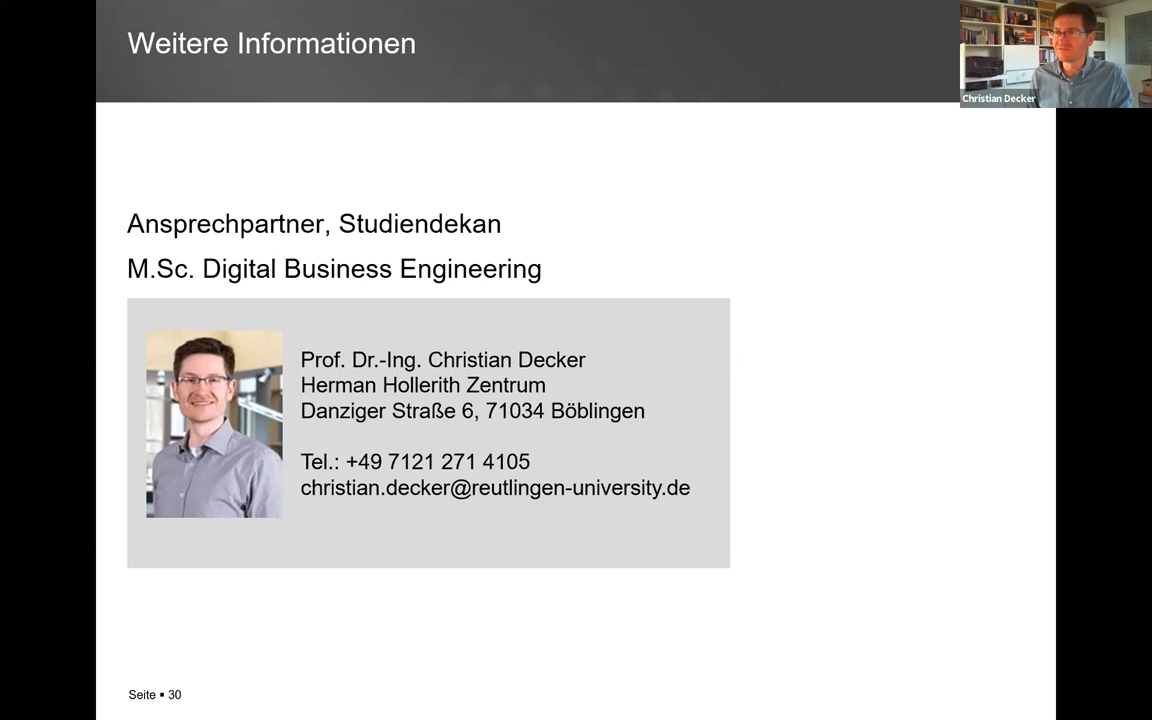 Weitere Informationen
Christian Decker
Ansprechpartner, Studiendekan
M.Sc. Digital Business Engineering
Prof. Dr.-Ing. Christian Decker
Herman Hollerith Zentrum
Danziger Straße 6, 71034 Böblingen
Tel.: +49 7121 271 4105
christian.decker@reutlingen-university.de
Seite ▪ 30